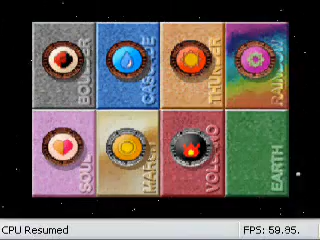 BOULDER
CASCADE
THUNDER
RAINBOW
SOUL
MARSH
VOLCANO
EARTH
CPU Resumed
FPS: 59.95.